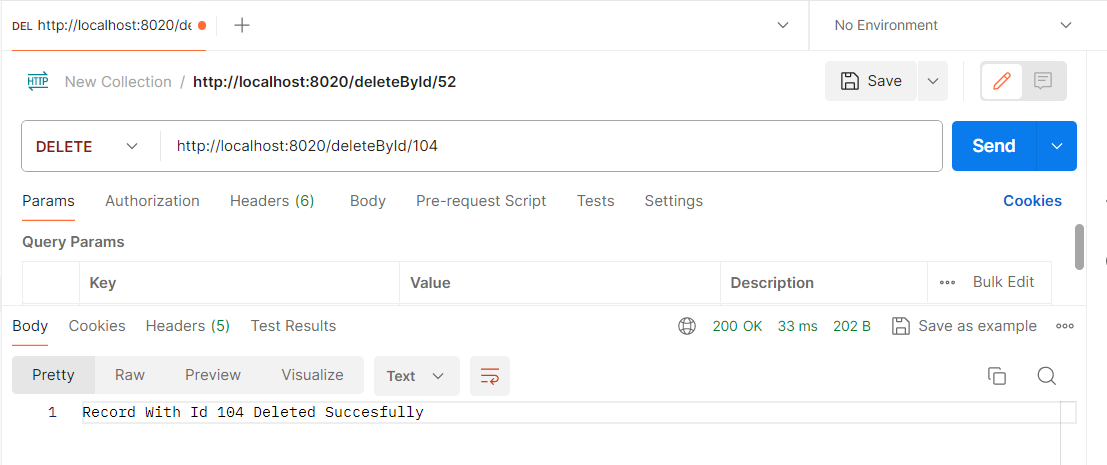 DEL http://localhost:8020/de
No Environment
HTTP New Collection / http://localhost:8020/deleteById/52
Save
DELETE http://localhost:8020/deleteById/104
Send
Params Authorization Headers (6) Body Pre-request Script Tests Settings Cookies
Query Params
Key Value Description ••• Bulk Edit
Body Cookies Headers (5) Test Results 200 OK 33 ms 202 B Save as example •••
Pretty Raw Preview Visualize Text
1 Record With Id 104 Deleted Succesfully